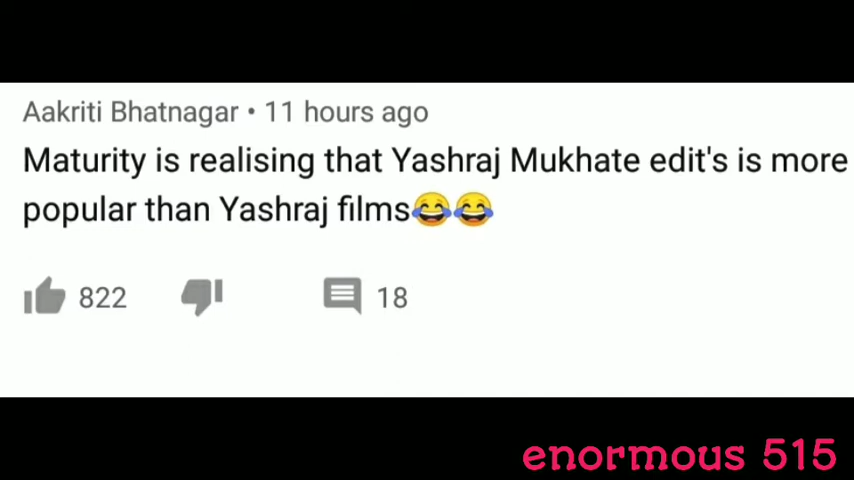 Aakriti Bhatnagar • 11 hours ago
Maturity is realising that Yashraj Mukhate edit's is more
popular than Yashraj films😂😂
822 18
enormous 515